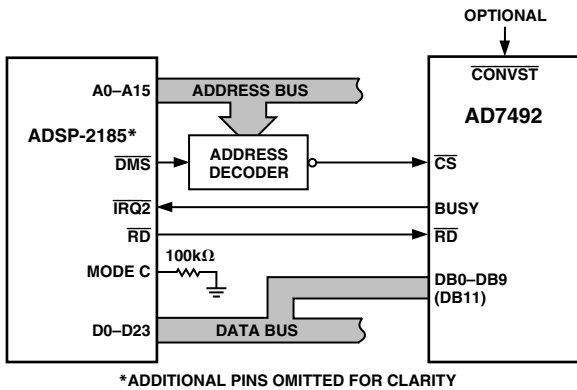 OPTIONAL
CONVST
AD7492
A0–A15
ADDRESS BUS
ADSP-2185*
DMS
ADDRESS
DECODER
CS
IRQ2
BUSY
RD
RD
100kΩ
MODE C
DB0–DB9
(DB11)
D0–D23
DATA BUS
*ADDITIONAL PINS OMITTED FOR CLARITY